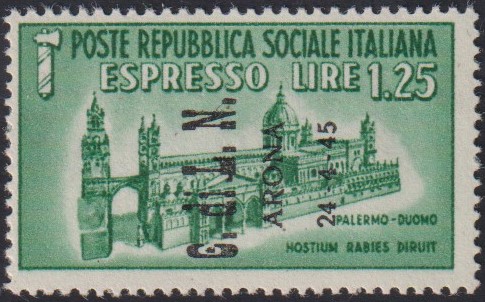 POSTE REPUBBLICA SOCIALE ITALIANA
ESPRESSO LIRE 1.25
C. d. L. N.
ARONA
24-4-45
PALERMO-DUOMO
HOSTIUM RABIES DIRUIT